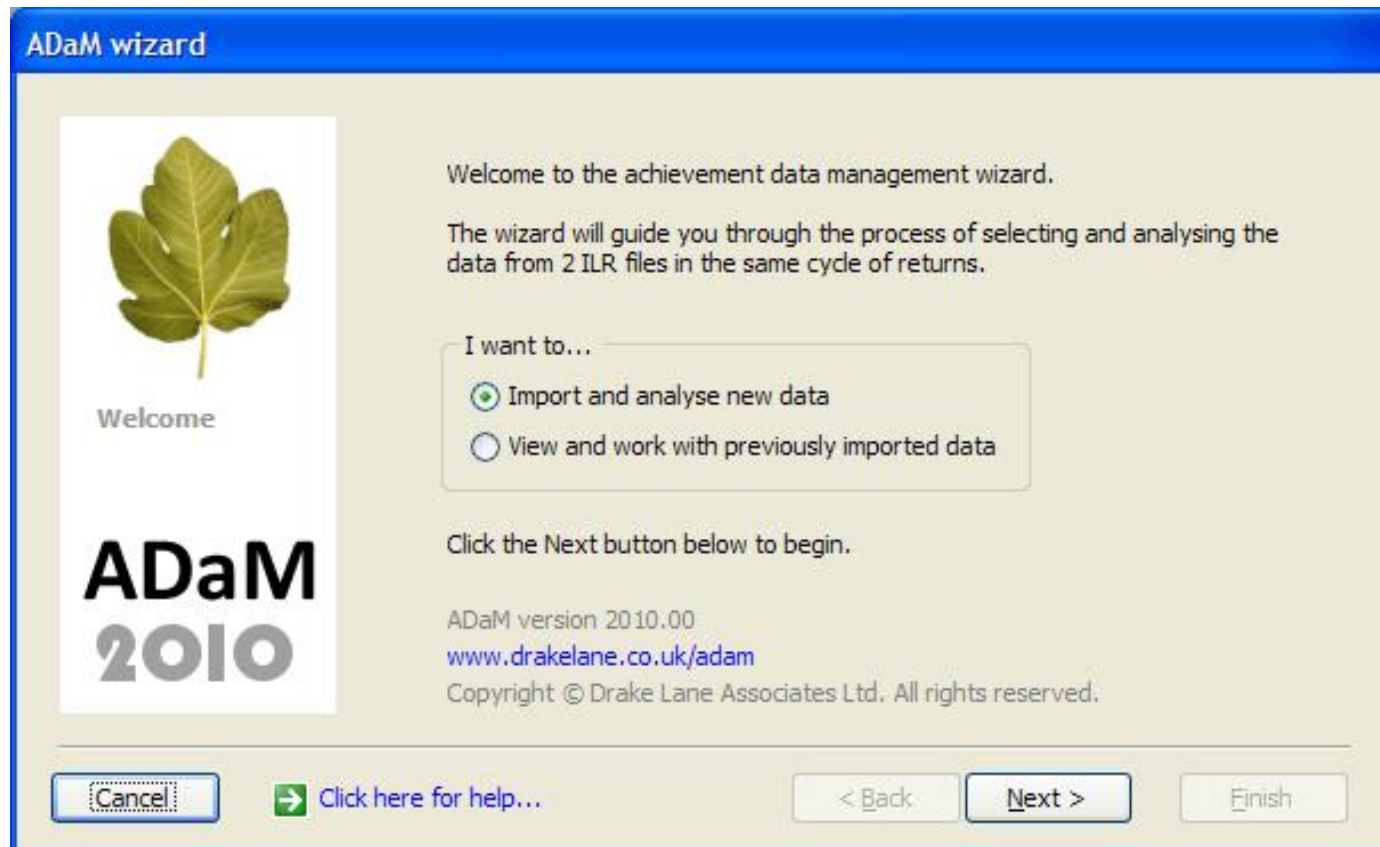 ADaM wizard
Welcome to the achievement data management wizard.
The wizard will guide you through the process of selecting and analysing the
data from 2 ILR files in the same cycle of returns.
I want to...
Import and analyse new data
View and work with previously imported data
Welcome
Click the Next button below to begin.
ADaM
2010
ADaM version 2010.00
www.drakelane.co.uk/adam
Copyright © Drake Lane Associates Ltd. All rights reserved.
Cancel
Click here for help...
< Back
Next >
Finish